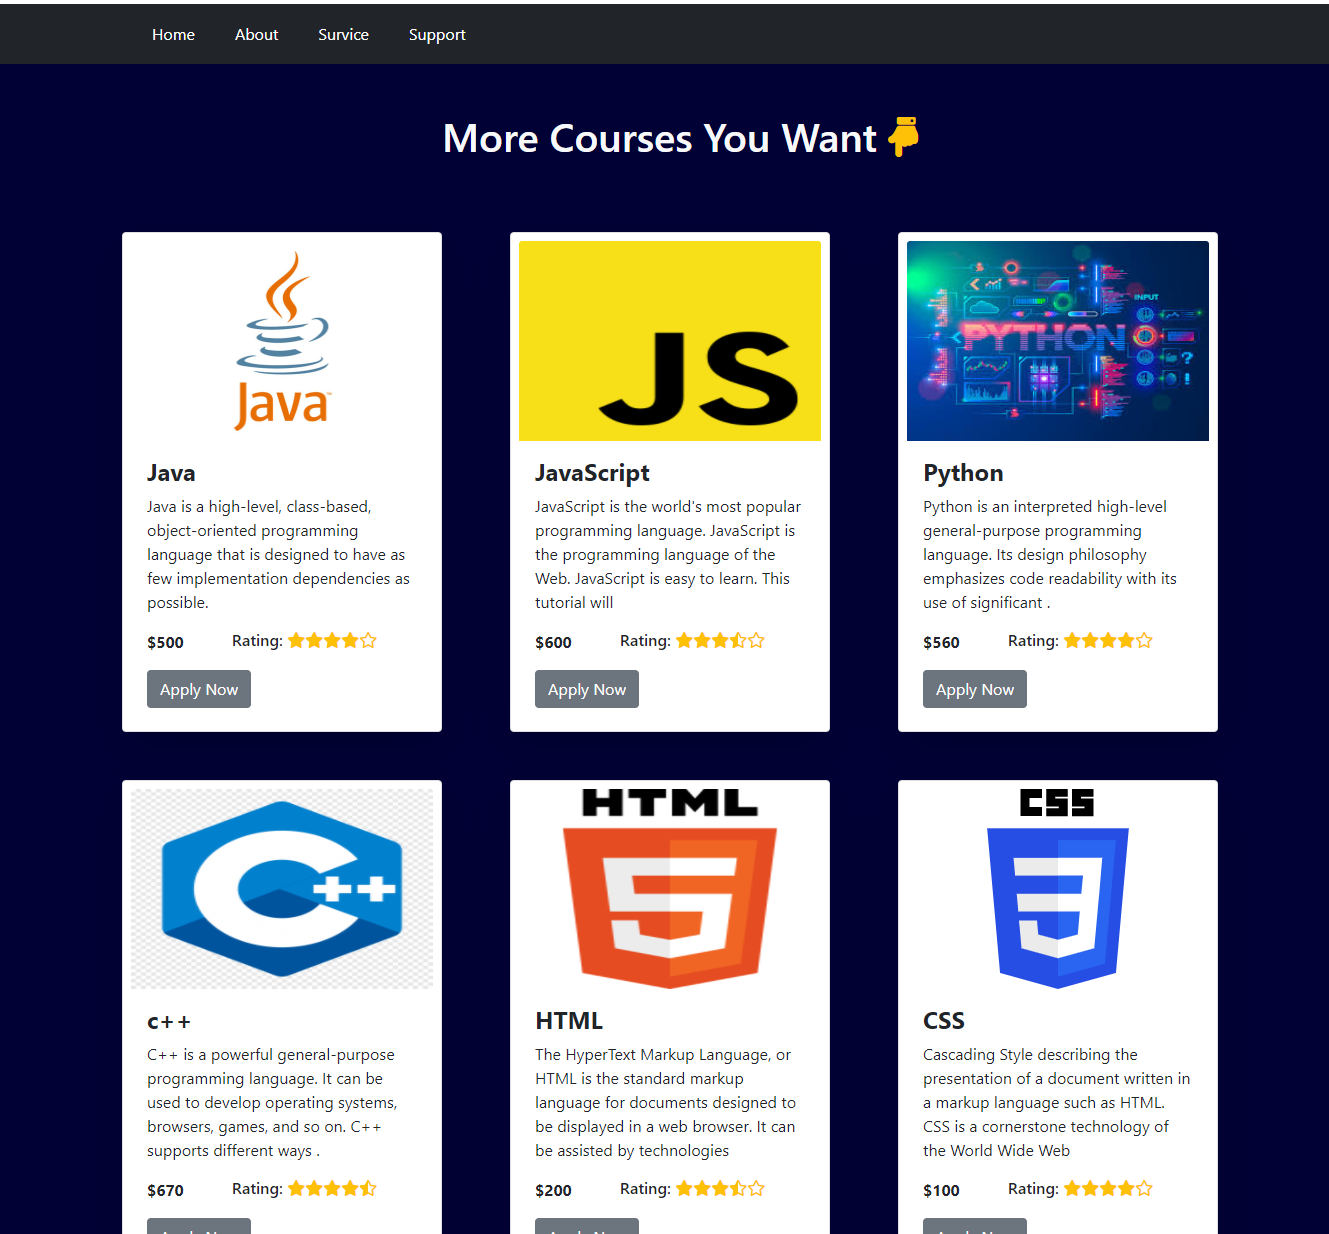 Home About Survice Support
More Courses You Want
Java™
JS
INPUT
PYTHON
?
!
Java
Java is a high-level, class-based,
object-oriented programming
language that is designed to have as
few implementation dependencies as
possible.
$500 Rating:
Apply Now
JavaScript
JavaScript is the world's most popular
programming language. JavaScript is
the programming language of the
Web. JavaScript is easy to learn. This
tutorial will
$600 Rating:
Apply Now
Python
Python is an interpreted high-level
general-purpose programming
language. Its design philosophy
emphasizes code readability with its
use of significant .
$560 Rating:
Apply Now
C++
HTML
5
CSS
3
c++
C++ is a powerful general-purpose
programming language. It can be
used to develop operating systems,
browsers, games, and so on. C++
supports different ways .
$670 Rating:
Apply Now
HTML
The HyperText Markup Language, or
HTML is the standard markup
language for documents designed to
be displayed in a web browser. It can
be assisted by technologies
$200 Rating:
Apply Now
CSS
Cascading Style describing the
presentation of a document written in
a markup language such as HTML.
CSS is a cornerstone technology of
the World Wide Web
$100 Rating:
Apply Now